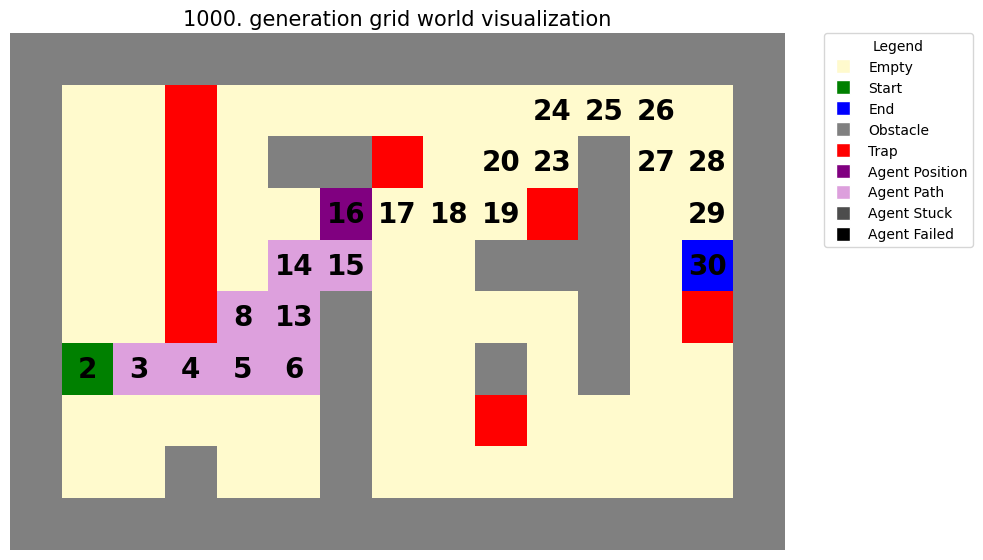 1000. generation grid world visualization
Legend
Empty
Start
End
Obstacle
Trap
Agent Position
Agent Path
Agent Stuck
Agent Failed
24 25 26
20 23 27 28
16 17 18 19 29
14 15 30
8 13
2 3 4 5 6